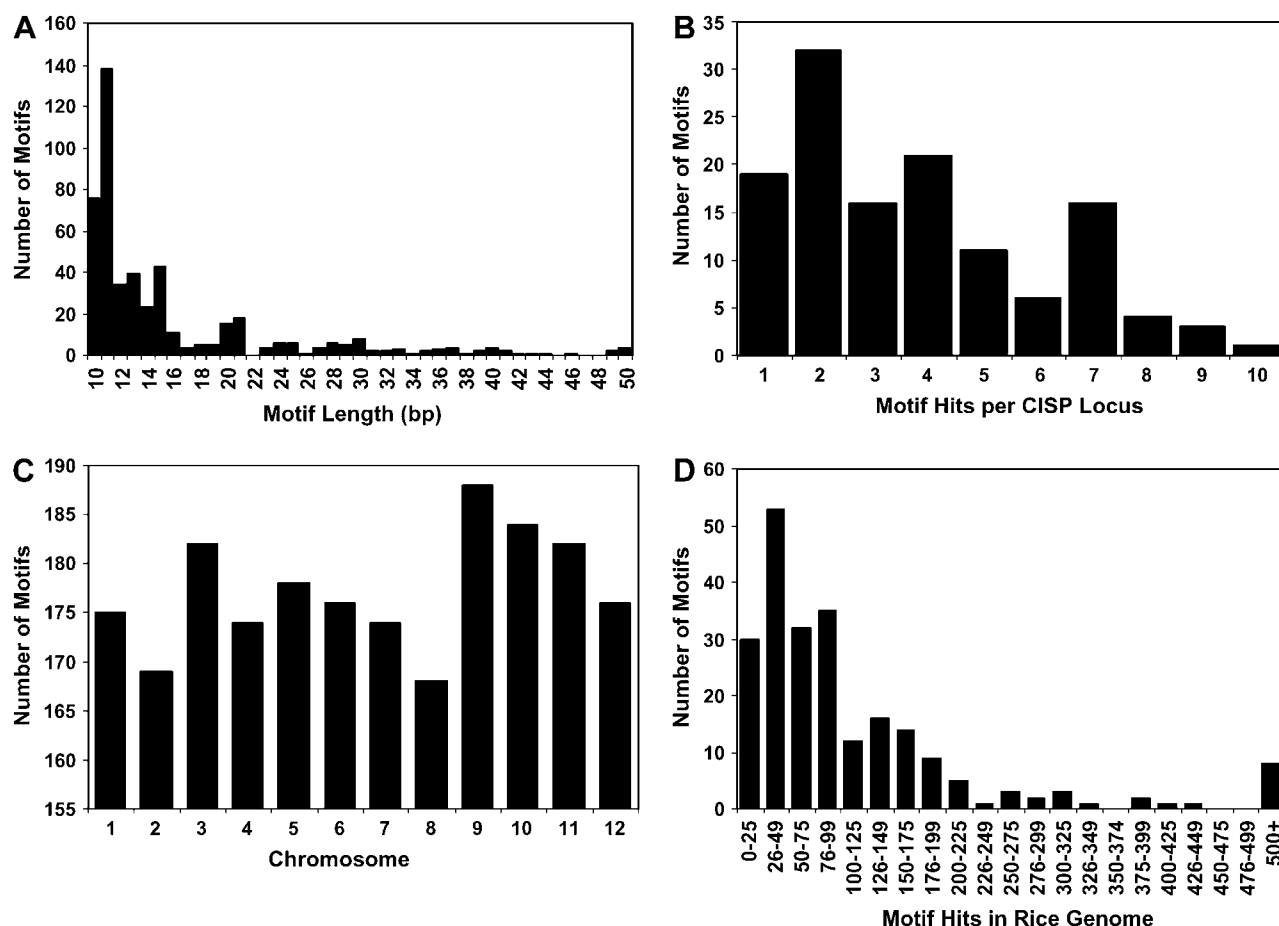 A
Number of Motifs
160
140
120
100
80
60
40
20
0
10 12 14 16 18 20 22 24 26 28 30 32 34 36 38 40 42 44 46 48 50
Motif Length (bp)
B
Number of Motifs
35
30
25
20
15
10
5
0
1 2 3 4 5 6 7 8 9 10
Motif Hits per CISP Locus
C
Number of Motifs
190
185
180
175
170
165
160
155
1 2 3 4 5 6 7 8 9 10 11 12
Chromosome
D
Number of Motifs
60
50
40
30
20
10
0
0-25 26-49 50-75 76-99 100-125 126-149 150-175 176-199 200-225 226-249 250-275 276-299 300-325 326-349 350-374 375-399 400-425 426-449 450-475 476-499 500+
Motif Hits in Rice Genome